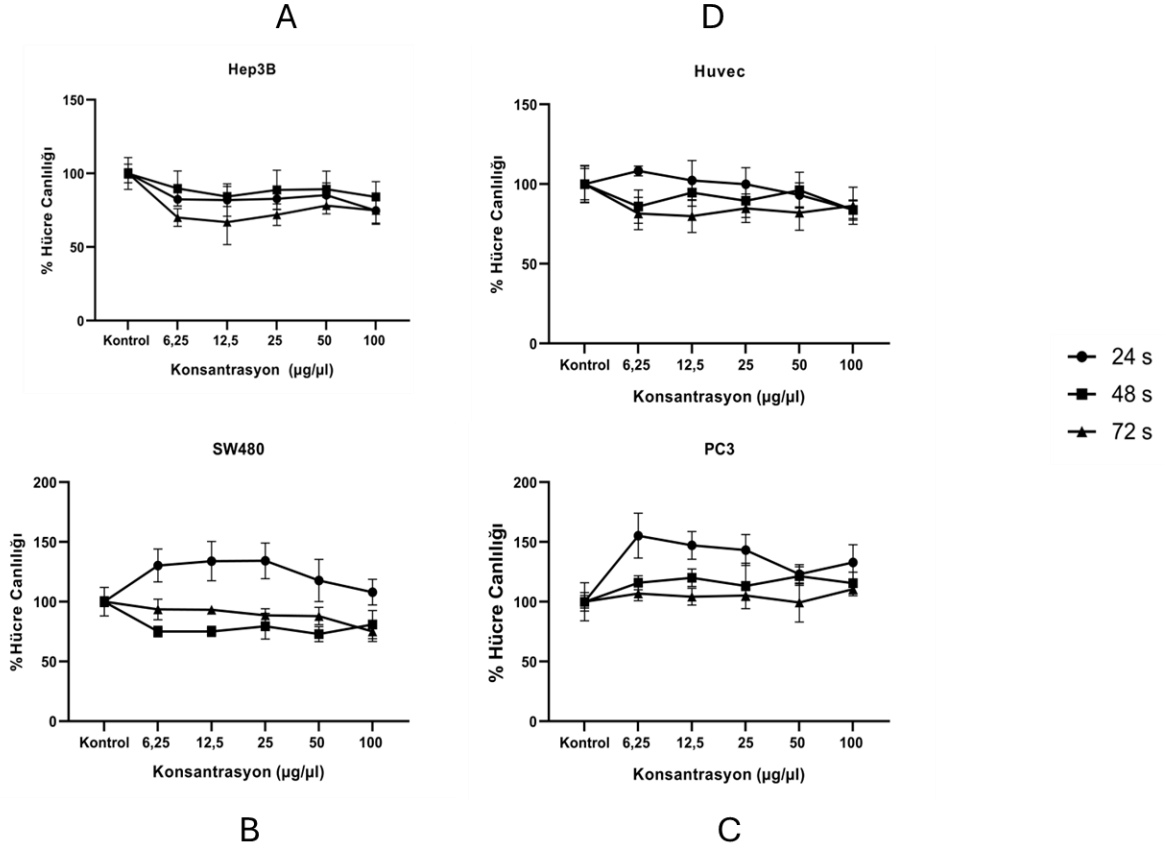 A
D
Hep3B
% Hücre Canlılığı
150
100
50
0
Kontrol 6,25 12,5 25 50 100
Konsantrasyon (µg/µl)
Huvec
% Hücre Canlılığı
150
100
50
0
Kontrol 6,25 12,5 25 50 100
Konsantrasyon (µg/µl)
24 s
48 s
72 s
SW480
% Hücre Canlılığı
200
150
100
50
0
Kontrol 6,25 12,5 25 50 100
Konsantrasyon (µg/µl)
PC3
% Hücre Canlılığı
200
150
100
50
0
Kontrol 6,25 12,5 25 50 100
Konsantrasyon (µg/µl)
B
C